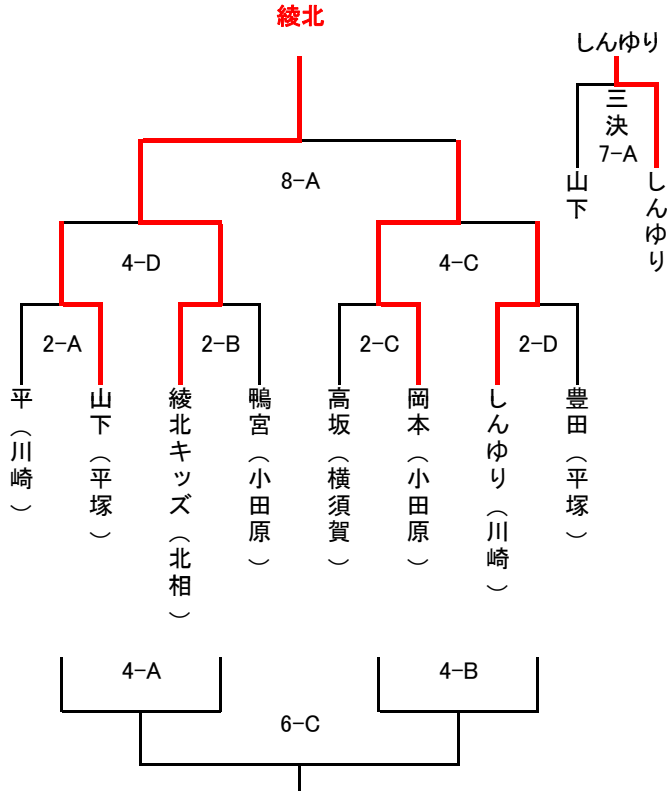 綾北
しんゆり
三決
7-A
山下
しんゆり
8-A
4-D
4-C
2-A
2-B
2-C
2-D
平（川崎）
山下（平塚）
綾北キッズ（北相）
鴨宮（小田原）
高坂（横須賀）
岡本（小田原）
しんゆり（川崎）
豊田（平塚）
4-A
4-B
6-C